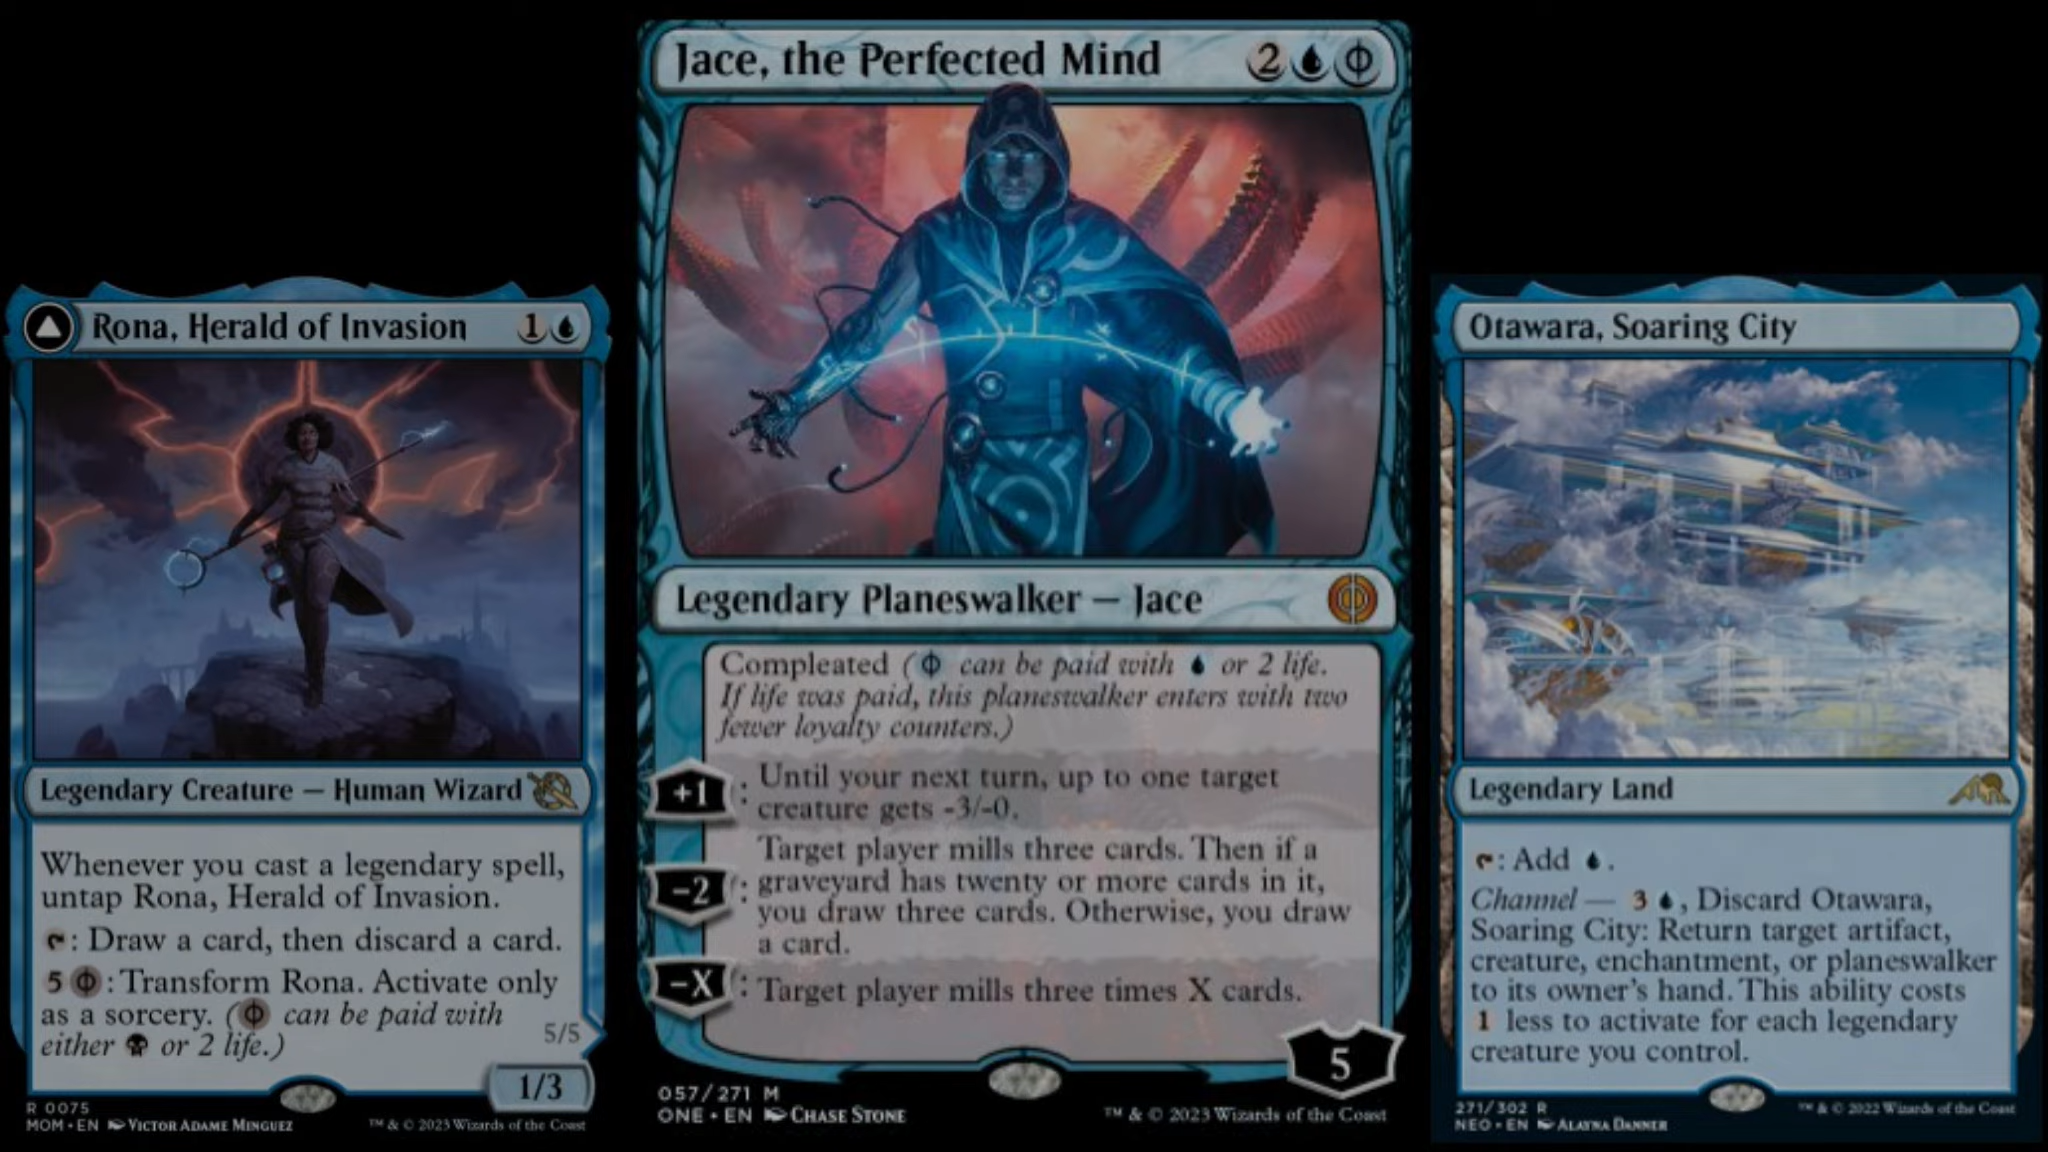 Rona, Herald of Invasion 1
Legendary Creature — Human Wizard
Whenever you cast a legendary spell,
untap Rona, Herald of Invasion.
: Draw a card, then discard a card.
5 : Transform Rona. Activate only
as a sorcery. ( can be paid with
either or 2 life.)
5/5
1/3
R 0075
MOM • EN VICTOR ADAME MINGUEZ
™ & © 2023 Wizards of the Coast
Jace, the Perfected Mind 2
Legendary Planeswalker — Jace
Compleated ( can be paid with or 2 life.
If life was paid, this planeswalker enters with two
fewer loyalty counters.)
+1 : Until your next turn, up to one target
creature gets -3/-0.
Target player mills three cards. Then if a
-2 : graveyard has twenty or more cards in it,
you draw three cards. Otherwise, you draw
a card.
-X : Target player mills three times X cards.
5
057/271 M
ONE • EN CHASE STONE
™ & © 2023 Wizards of the Coast
Otawara, Soaring City
Legendary Land
: Add .
Channel — 3 , Discard Otawara,
Soaring City: Return target artifact,
creature, enchantment, or planeswalker
to its owner's hand. This ability costs
1 less to activate for each legendary
creature you control.
271/302 R
NEO • EN ALAYNA DANNER
™ & © 2022 Wizards of the Coast